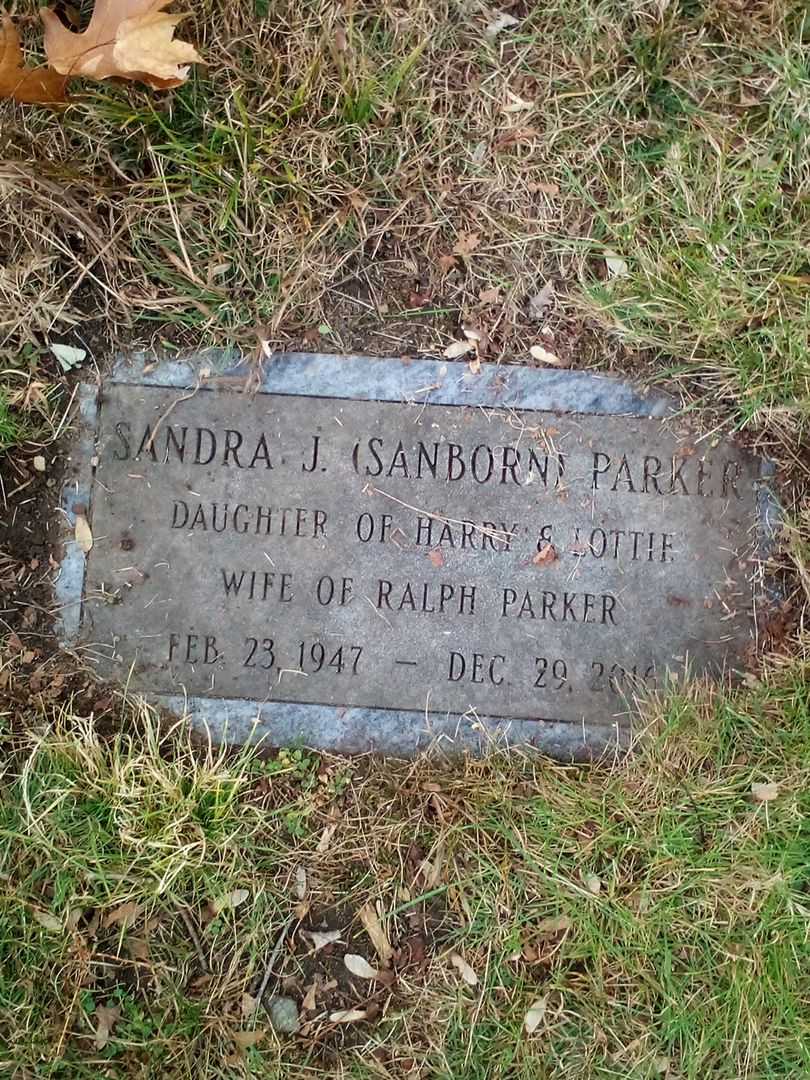 SANDRA J. (SANBORN) PARKER
DAUGHTER OF HARRY & LOTTIE
WIFE OF RALPH PARKER
FEB. 23, 1947 — DEC. 29,